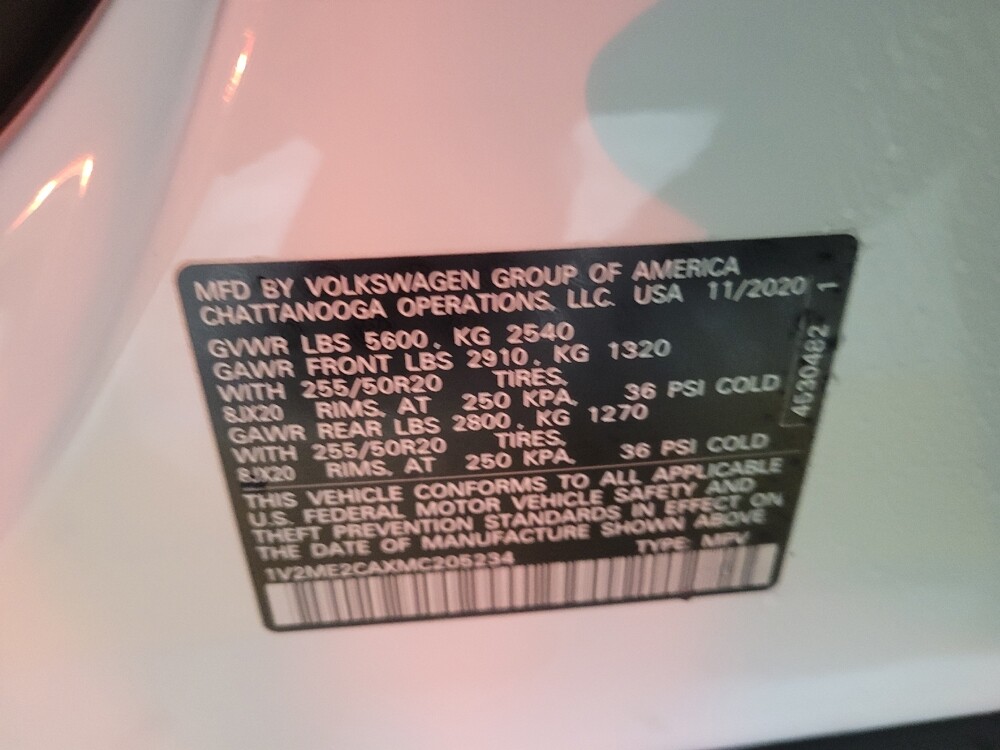 MFD BY VOLKSWAGEN GROUP OF AMERICA
CHATTANOOGA OPERATIONS, LLC. USA 11/2020 1
GVWR LBS 5600, KG 2540
GAWR FRONT LBS 2910, KG 1320
WITH 255/50R20 TIRES,
8JX20 RIMS, AT 250 KPA, 36 PSI COLD
GAWR REAR LBS 2800, KG 1270
WITH 255/50R20 TIRES,
8JX20 RIMS, AT 250 KPA, 36 PSI COLD
THIS VEHICLE CONFORMS TO ALL APPLICABLE
U.S. FEDERAL MOTOR VEHICLE SAFETY AND
THEFT PREVENTION STANDARDS IN EFFECT ON
THE DATE OF MANUFACTURE SHOWN ABOVE
1V2ME2CAXMC205234 TYPE: MPV
4530482